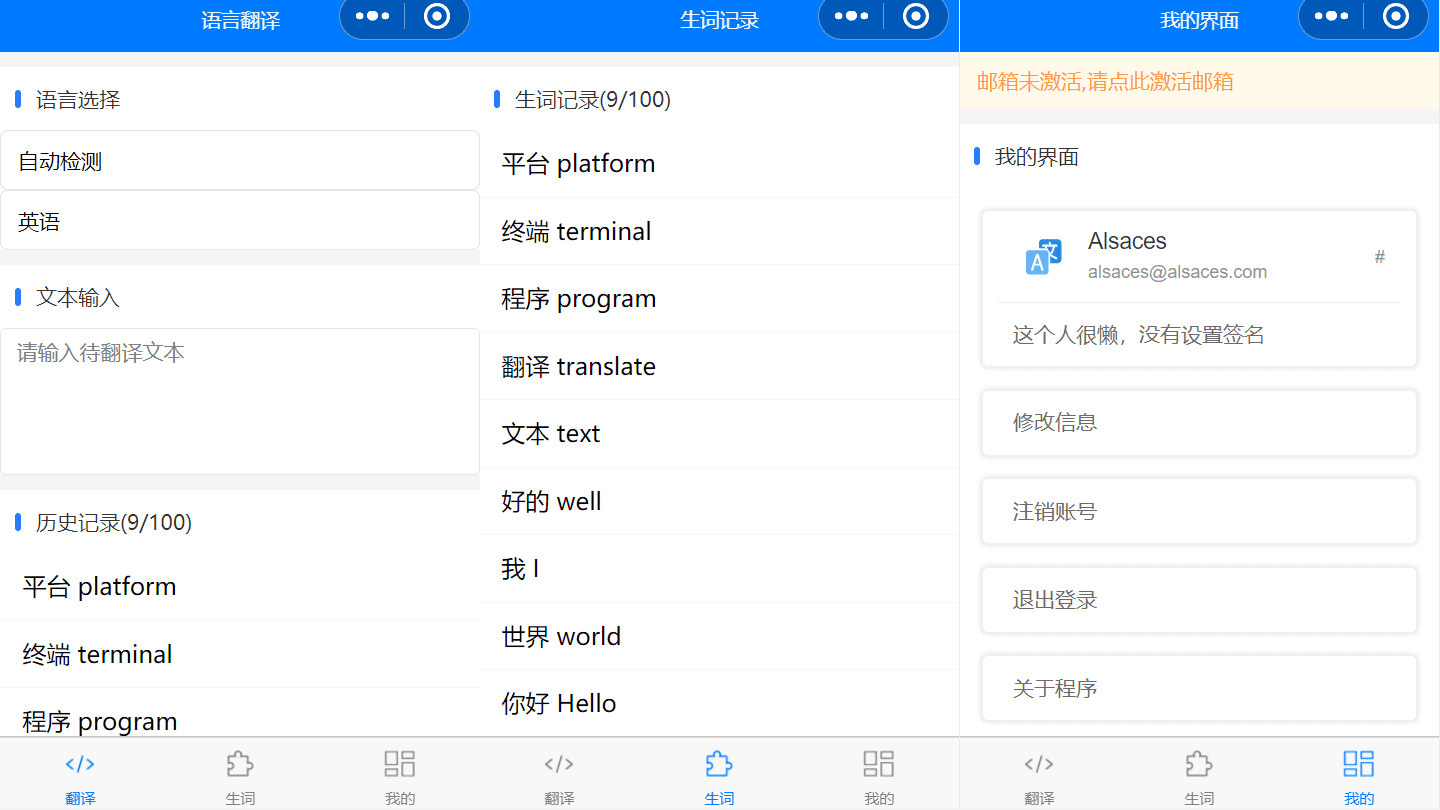 语言翻译
语言选择
自动检测
英语
文本输入
请输入待翻译文本
历史记录(9/100)
平台 platform
终端 terminal
程序 program
翻译
生词
我的
生词记录
生词记录(9/100)
平台 platform
终端 terminal
程序 program
翻译 translate
文本 text
好的 well
我 I
世界 world
你好 Hello
翻译
生词
我的
我的界面
邮箱未激活,请点此激活邮箱
我的界面
A 文
Alsaces
#
alsaces@alsaces.com
这个人很懒，没有设置签名
修改信息
注销账号
退出登录
关于程序
翻译
生词
我的